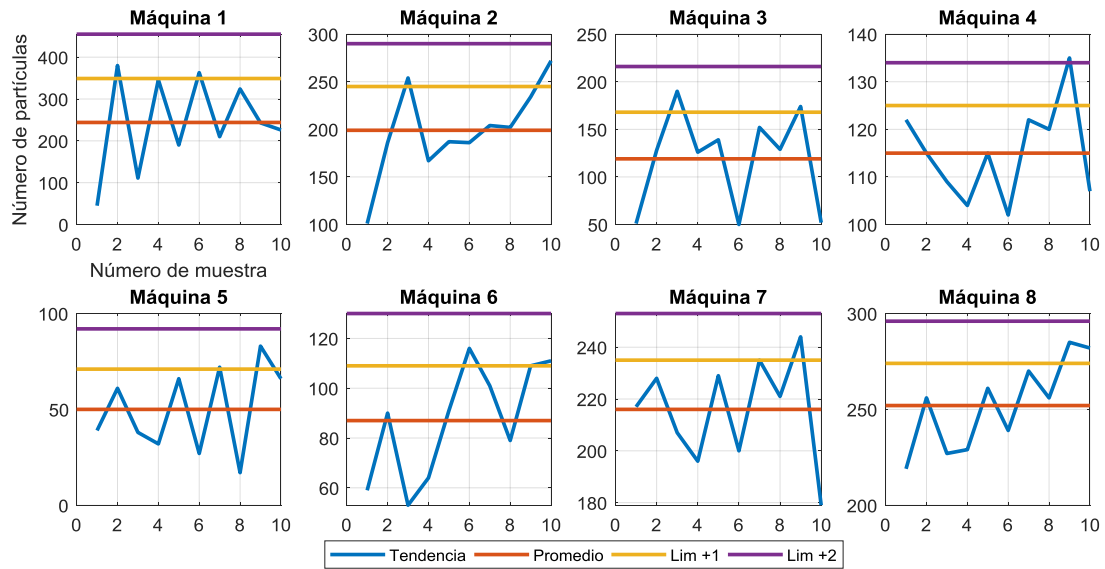 Máquina 1
Máquina 2
Máquina 3
Máquina 4
Número de partículas
400
300
200
100
0
0 2 4 6 8 10
300
250
200
150
100
0 2 4 6 8 10
250
200
150
100
50
0 2 4 6 8 10
140
130
120
110
100
0 2 4 6 8 10
Número de muestra
Máquina 5
Máquina 6
Máquina 7
Máquina 8
100
50
0
0 2 4 6 8 10
120
100
80
60
0 2 4 6 8 10
240
220
200
180
0 2 4 6 8 10
300
250
200
0 2 4 6 8 10
Tendencia Promedio Lim +1 Lim +2